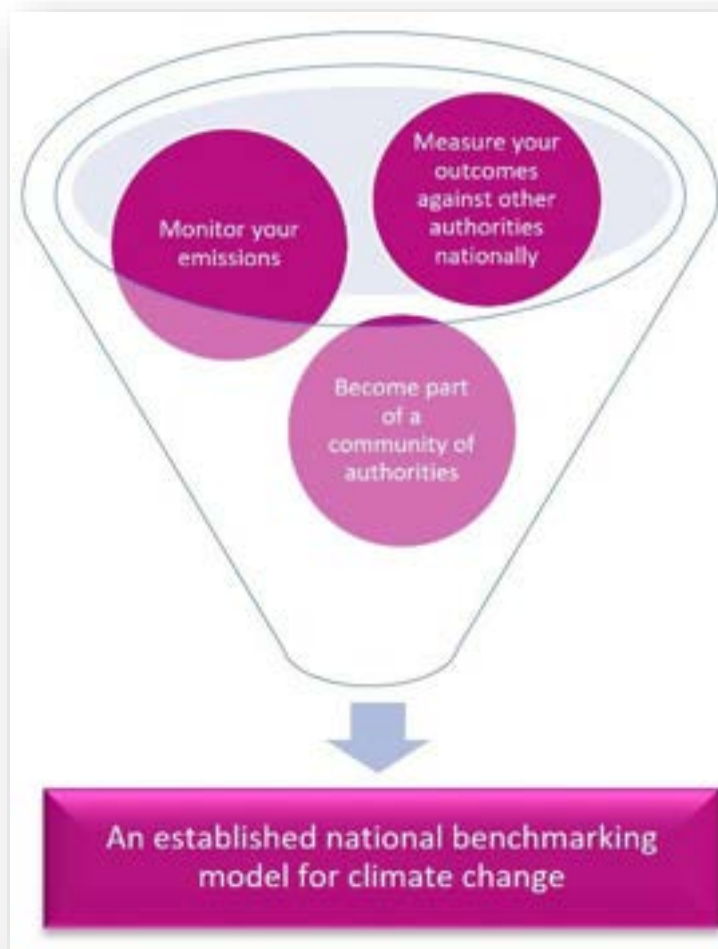 Measure your
outcomes
against other
authorities
nationally
Monitor your
emissions
Become part
of a
community of
authorities
An established national benchmarking
model for climate change